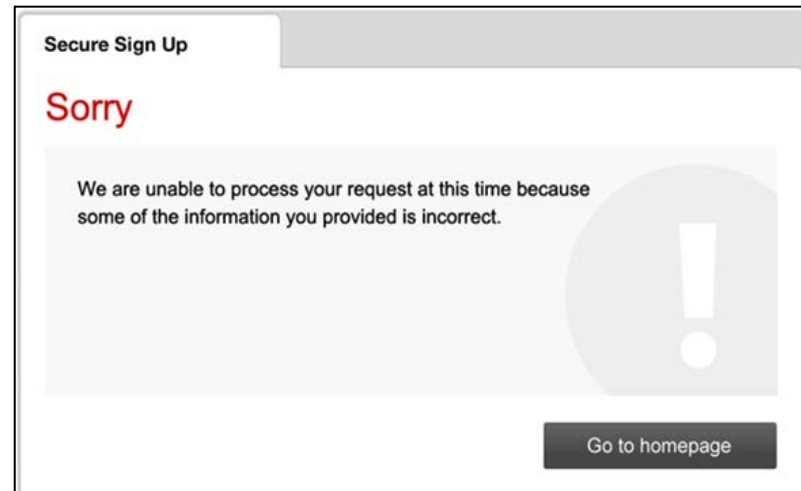 Secure Sign Up
Sorry
We are unable to process your request at this time because
some of the information you provided is incorrect.
Go to homepage